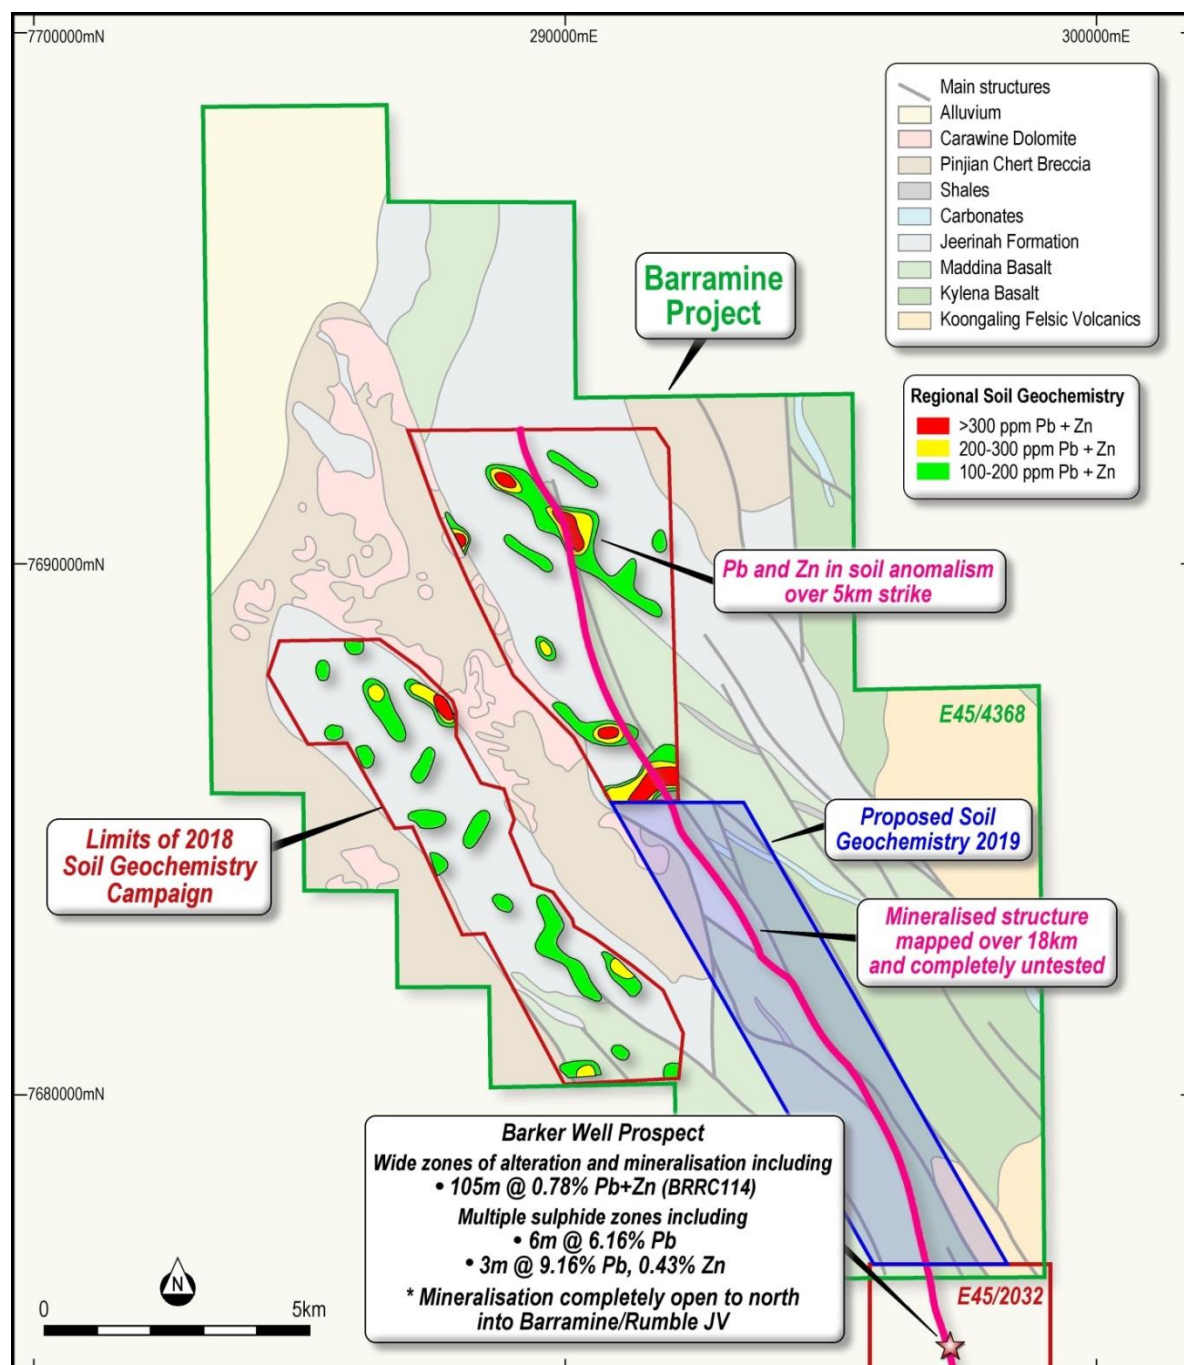 7700000mN
290000mE
300000mE
Main structures
Alluvium
Carawine Dolomite
Pinjian Chert Breccia
Shales
Carbonates
Jeerinah Formation
Maddina Basalt
Kylena Basalt
Koongaling Felsic Volcanics
Barramine
Project
Regional Soil Geochemistry
>300 ppm Pb + Zn
200-300 ppm Pb + Zn
100-200 ppm Pb + Zn
7690000mN
Pb and Zn in soil anomalism
over 5km strike
E45/4368
Limits of 2018
Soil Geochemistry
Campaign
Proposed Soil
Geochemistry 2019
Mineralised structure
mapped over 18km
and completely untested
7680000mN
Barker Well Prospect
Wide zones of alteration and mineralisation including
• 105m @ 0.78% Pb+Zn (BRRC114)
Multiple sulphide zones including
• 6m @ 6.16% Pb
• 3m @ 9.16% Pb, 0.43% Zn
* Mineralisation completely open to north
into Barramine/Rumble JV
N
0
5km
E45/2032